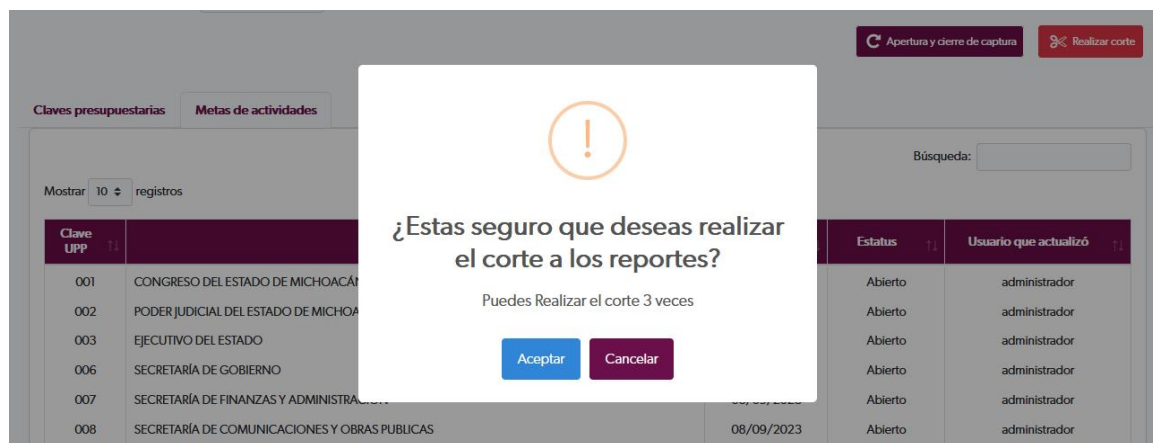 Apertura y cierre de captura
Realizar corte
Claves presupuestarias
Metas de actividades
Búsqueda:
Mostrar 10 registros
¿Estas seguro que deseas realizar
el corte a los reportes?
Puedes Realizar el corte 3 veces
Aceptar
Cancelar
Clave
UPP
Estatus
Usuario que actualizó
001 CONGRESO DEL ESTADO DE MICHOACÁN Abierto administrador
002 PODER JUDICIAL DEL ESTADO DE MICHOA Abierto administrador
003 EJECUTIVO DEL ESTADO Abierto administrador
006 SECRETARÍA DE GOBIERNO Abierto administrador
007 SECRETARÍA DE FINANZAS Y ADMINISTRACIÓN Abierto administrador
008 SECRETARÍA DE COMUNICACIONES Y OBRAS PUBLICAS 08/09/2023 Abierto administrador